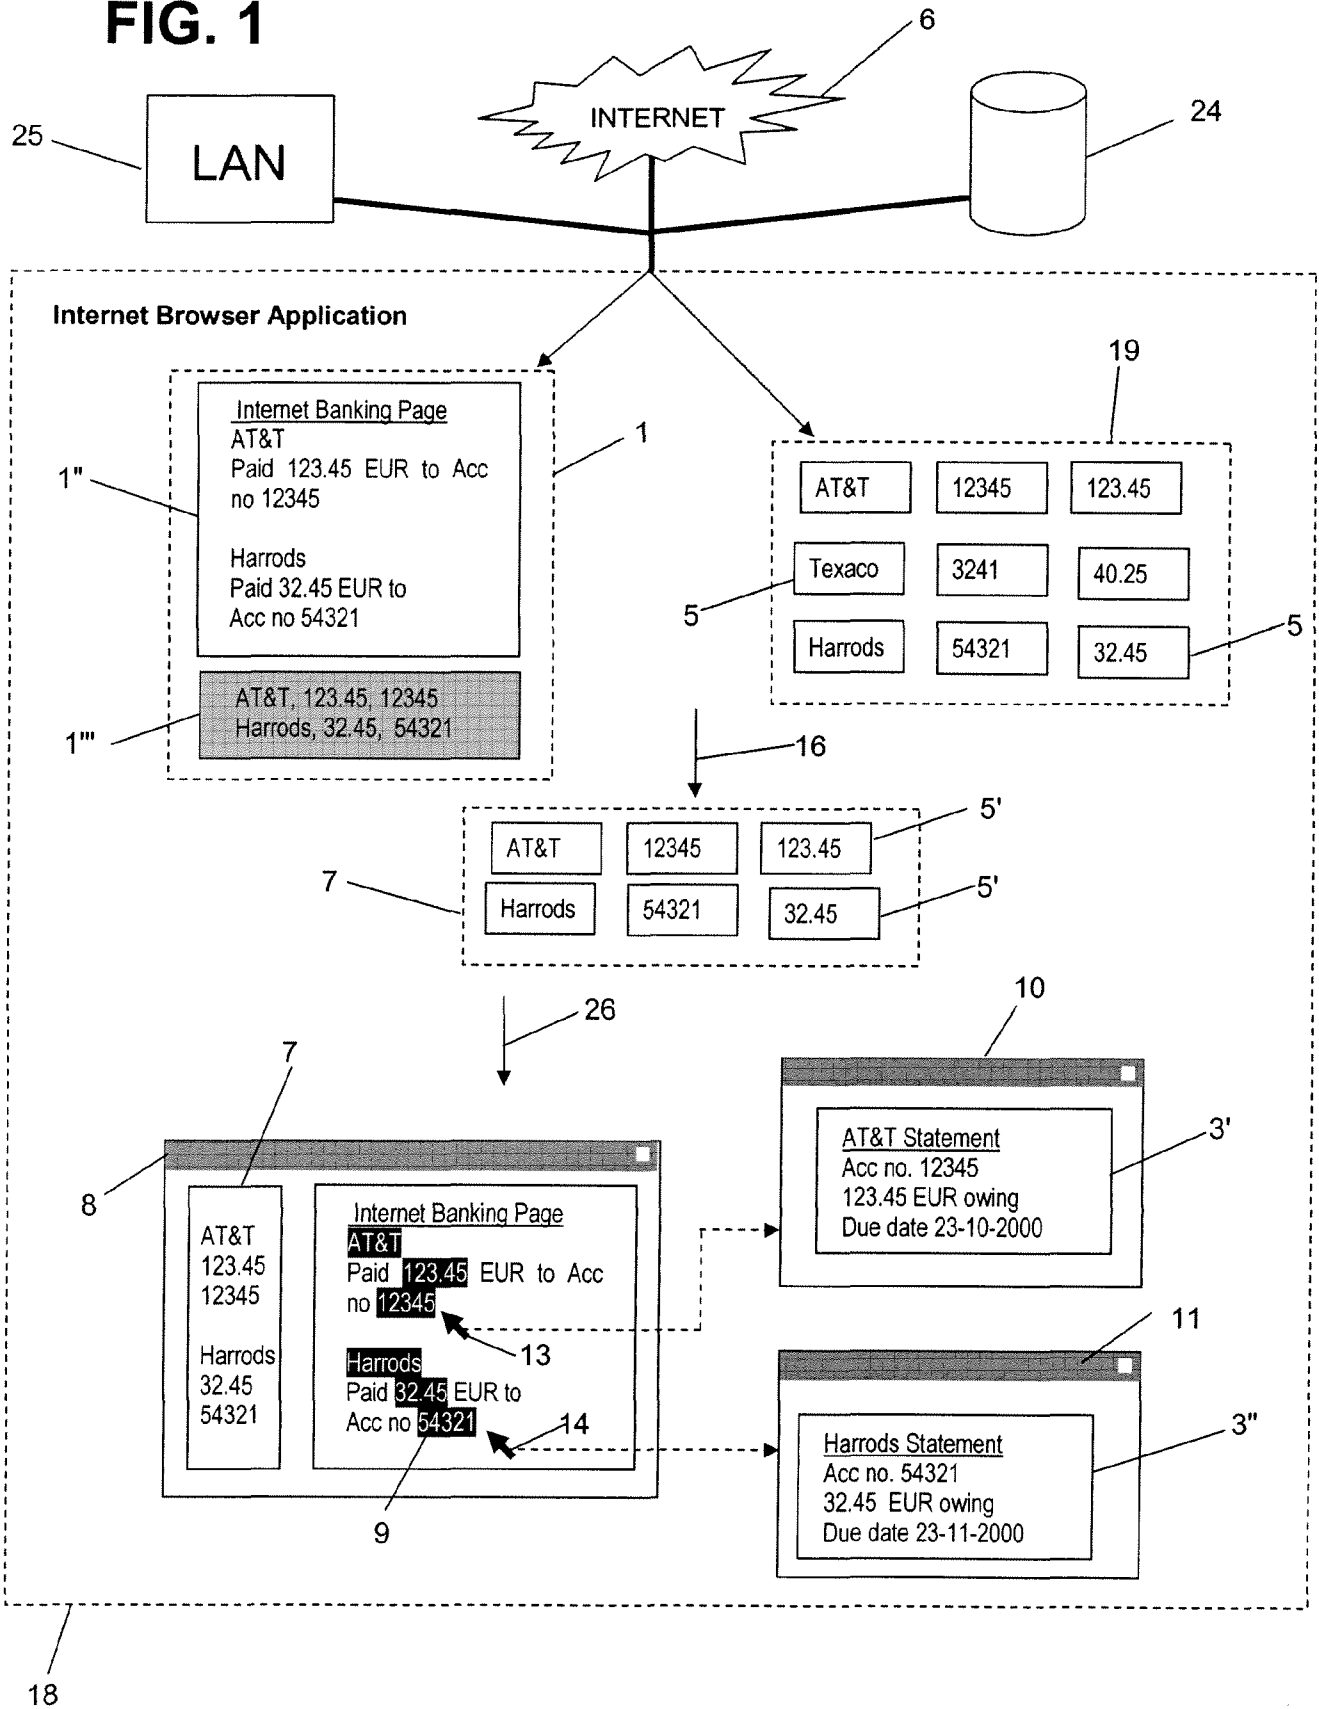 FIG. 1
6
INTERNET
24
25
LAN
Internet Browser Application
19
Internet Banking Page
AT&T
Paid 123.45 EUR to Acc
no 12345
Harrods
Paid 32.45 EUR to
Acc no 54321
1
1"
AT&T 12345 123.45
Texaco 3241 40.25
Harrods 54321 32.45
5
5
AT&T, 123.45, 12345
Harrods, 32.45, 54321
1'''
16
AT&T 12345 123.45
Harrods 54321 32.45
5'
5'
7
26
10
7
8
AT&T
123.45
12345
Harrods
32.45
54321
Internet Banking Page
AT&T
Paid 123.45 EUR to Acc
no 12345
13
Harrods
Paid 32.45 EUR to
Acc no 54321
14
9
AT&T Statement
Acc no. 12345
123.45 EUR owing
Due date 23-10-2000
3'
11
Harrods Statement
Acc no. 54321
32.45 EUR owing
Due date 23-11-2000
3"
18